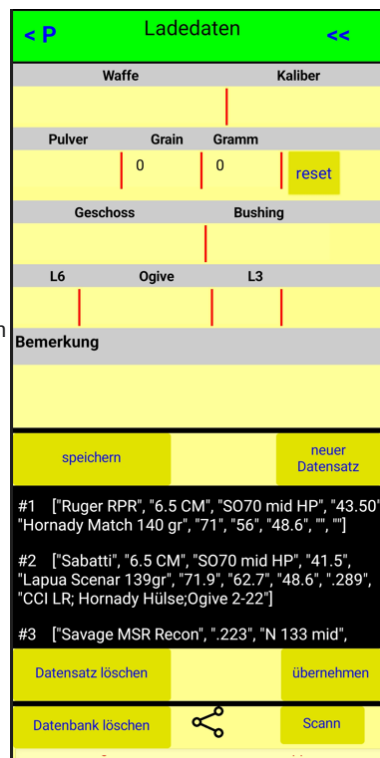 < P Ladedaten <<
Waffe Kaliber
Pulver Grain Gramm
0 0 reset
Geschoss Bushing
L6 Ogive L3
Bemerkung
speichern neuer
Datensatz
#1 ["Ruger RPR", "6.5 CM", "SO70 mid HP", "43.50"
"Hornady Match 140 gr", "71", "56", "48.6", "", ""]
#2 ["Sabatti", "6.5 CM", "SO70 mid HP", "41.5",
"Lapua Scenar 139gr", "71.9", "62.7", "48.6", ".289",
"CCI LR; Hornady Hülse;Ogive 2-22"]
#3 ["Savage MSR Recon", ".223", "N 133 mid",
Datensatz löschen übernehmen
Datenbank löschen Scann